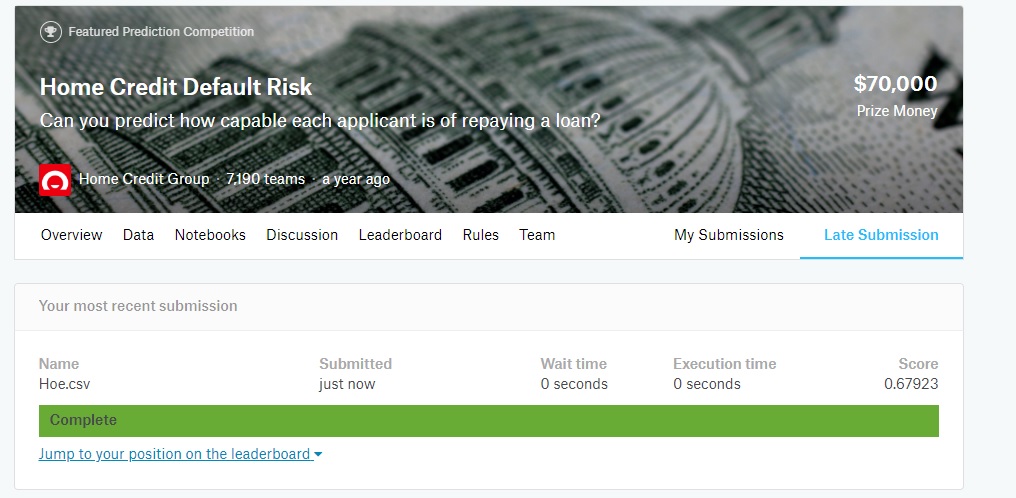 Featured Prediction Competition
Home Credit Default Risk
$70,000
Can you predict how capable each applicant is of repaying a loan?
Prize Money
Home Credit Group · 7,190 teams · a year ago
Overview Data Notebooks Discussion Leaderboard Rules Team My Submissions Late Submission
Your most recent submission
Name Submitted Wait time Execution time Score
Hoe.csv just now 0 seconds 0 seconds 0.67923
Complete
Jump to your position on the leaderboard